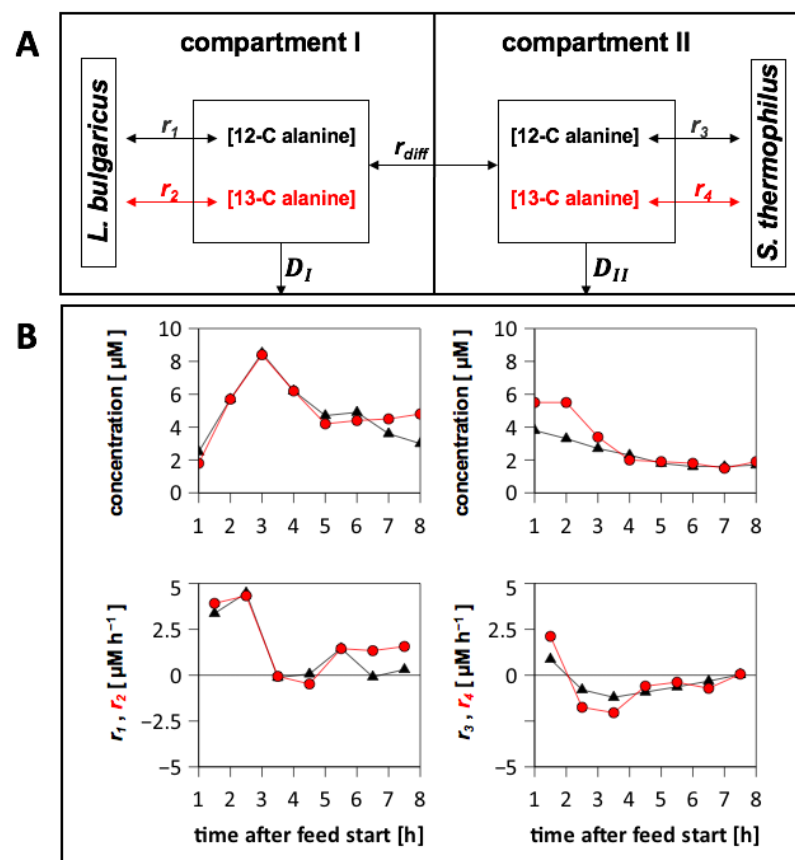 A
compartment I
compartment II
L. bulgaricus
r1
[12-C alanine]
r2
[13-C alanine]
rdiff
[12-C alanine]
r3
[13-C alanine]
r4
S. thermophilus
DI
DII
B
concentration [ µM ]
10
8
6
4
2
0
1 2 3 4 5 6 7 8
concentration [ µM ]
10
8
6
4
2
0
1 2 3 4 5 6 7 8
r1 , r2 [ µM h−1 ]
5
2.5
0
−2.5
−5
1 2 3 4 5 6 7 8
time after feed start [h]
r3 , r4 [ µM h−1 ]
5
2.5
0
−2.5
−5
1 2 3 4 5 6 7 8
time after feed start [h]